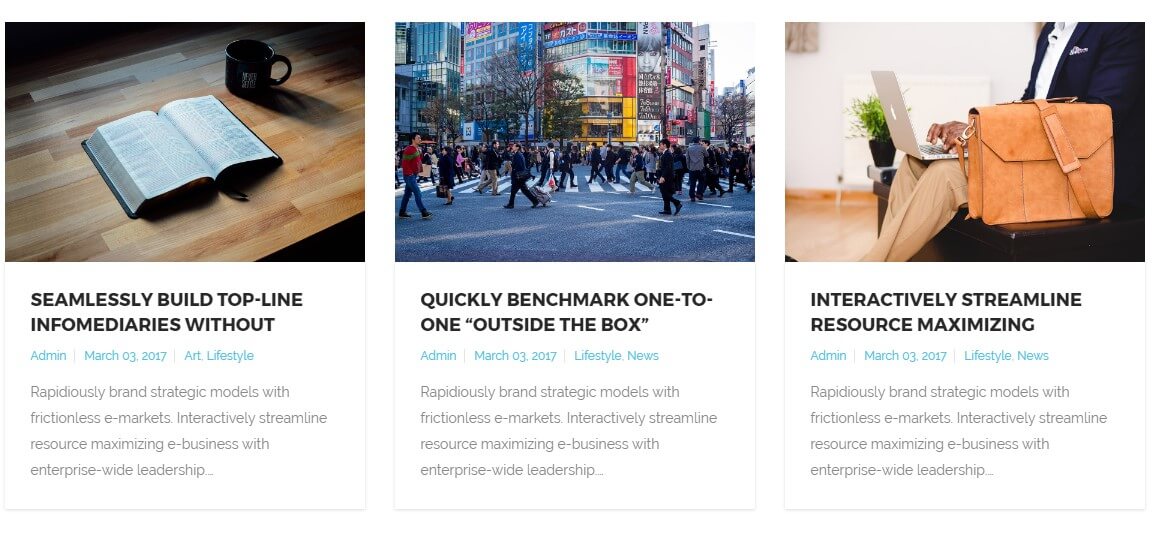 SEAMLESSLY BUILD TOP-LINE
INFOMEDIARIES WITHOUT
Admin
March 03, 2017
Art, Lifestyle
Rapidiously brand strategic models with
frictionless e-markets. Interactively streamline
resource maximizing e-business with
enterprise-wide leadership....
QUICKLY BENCHMARK ONE-TO-
ONE “OUTSIDE THE BOX”
Admin
March 03, 2017
Lifestyle, News
Rapidiously brand strategic models with
frictionless e-markets. Interactively streamline
resource maximizing e-business with
enterprise-wide leadership....
INTERACTIVELY STREAMLINE
RESOURCE MAXIMIZING
Admin
March 03, 2017
Lifestyle, News
Rapidiously brand strategic models with
frictionless e-markets. Interactively streamline
resource maximizing e-business with
enterprise-wide leadership....